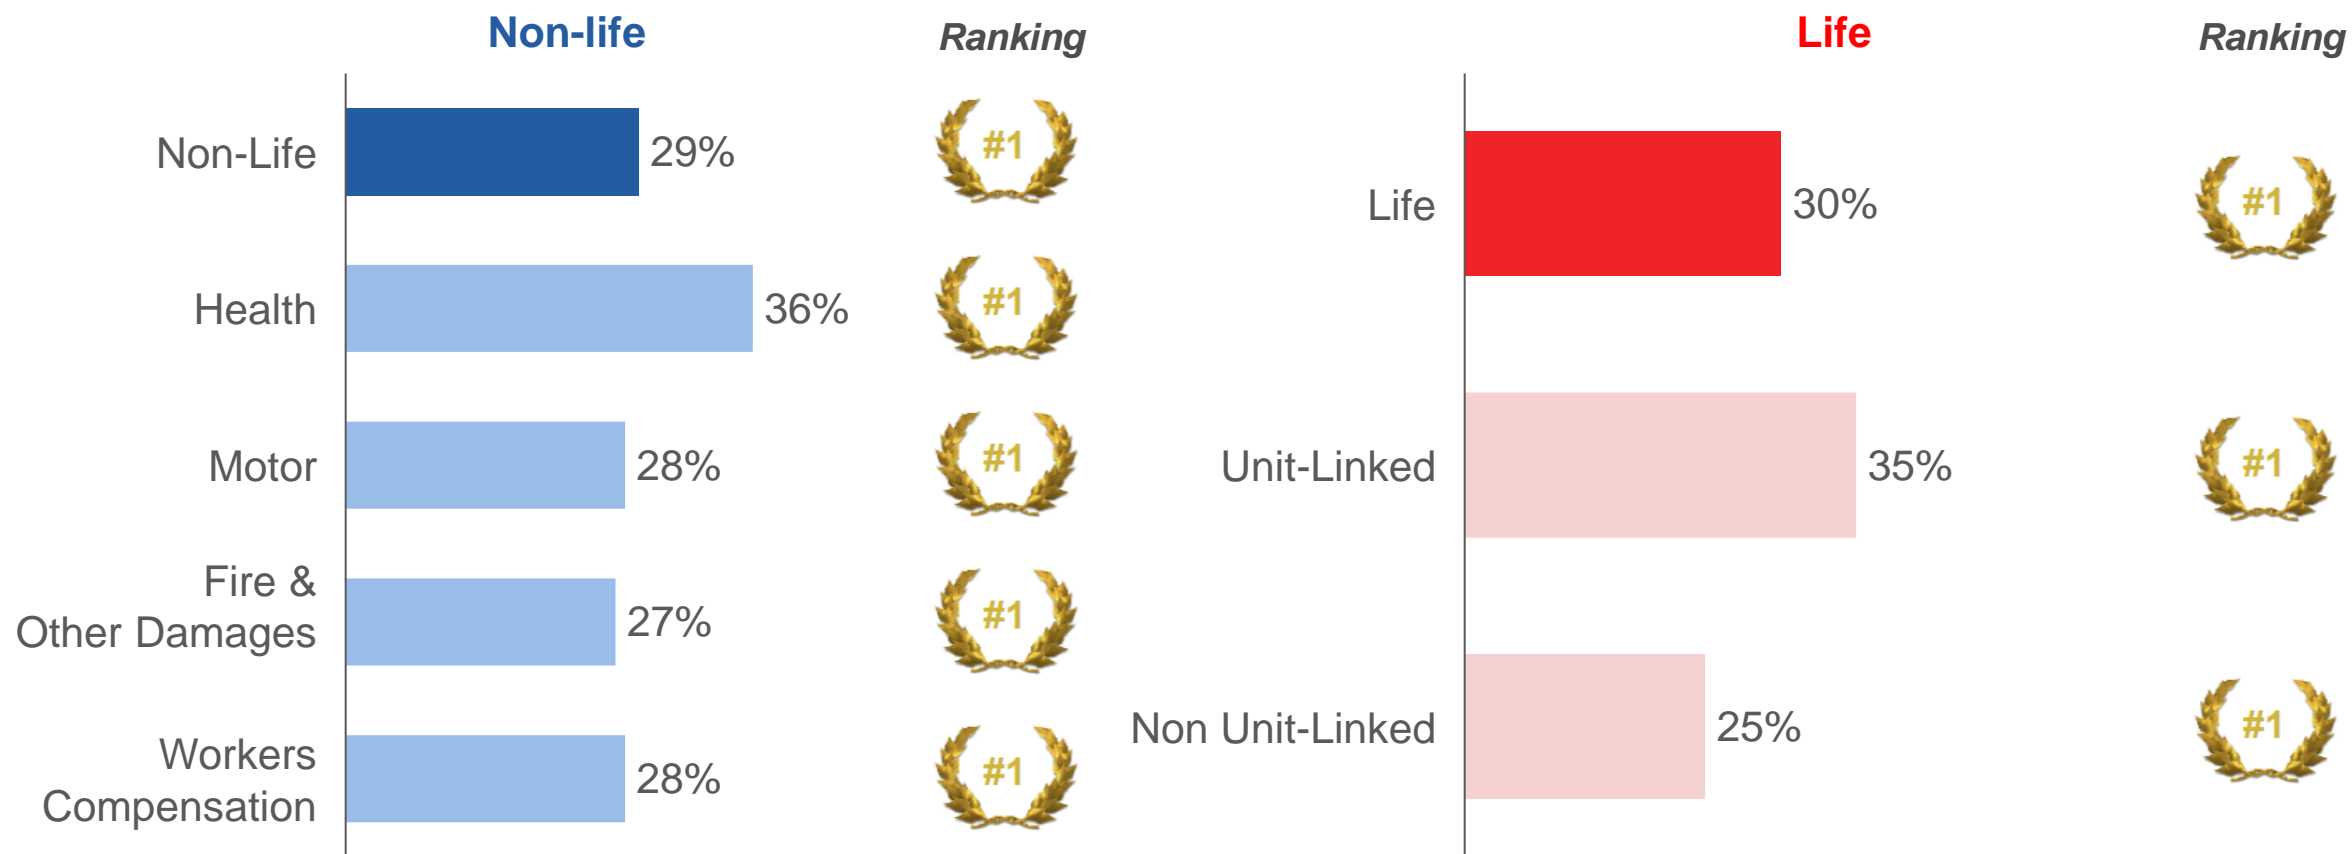 Non-life
Ranking
Non-Life
29%
#1
Health
36%
#1
Motor
28%
#1
Fire &
Other Damages
27%
#1
Workers
Compensation
28%
#1
Life
Ranking
Life
30%
#1
Unit-Linked
35%
#1
Non Unit-Linked
25%
#1